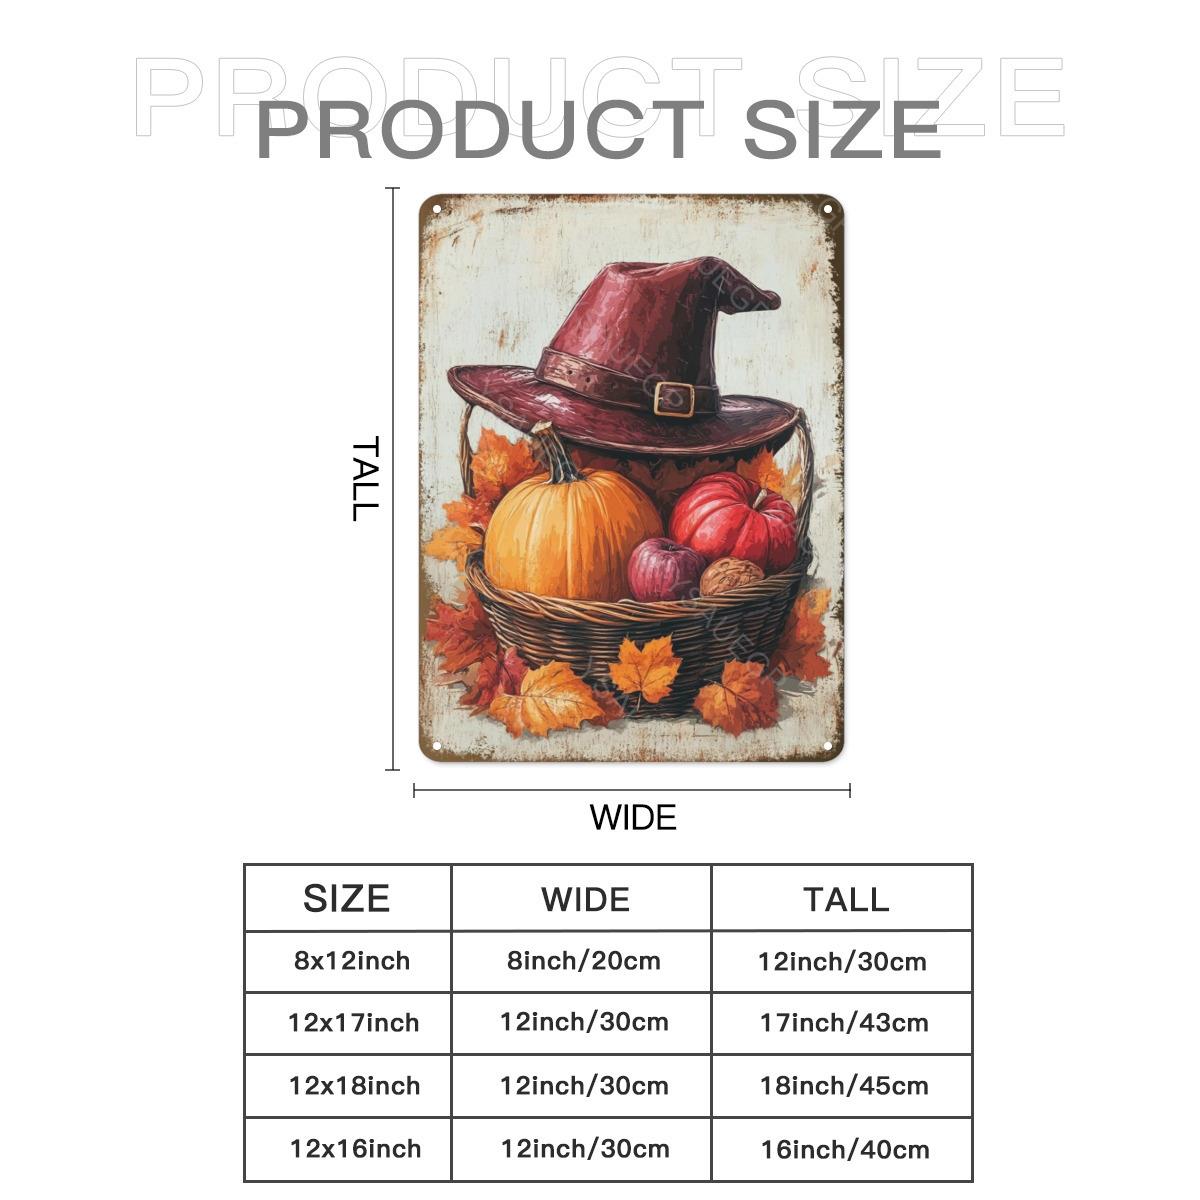 PRODUCT SIZE
PRODUCT SIZE
TALL
WIDE
SIZE WIDE TALL
8x12inch 8inch/20cm 12inch/30cm
12x17inch 12inch/30cm 17inch/43cm
12x18inch 12inch/30cm 18inch/45cm
12x16inch 12inch/30cm 16inch/40cm